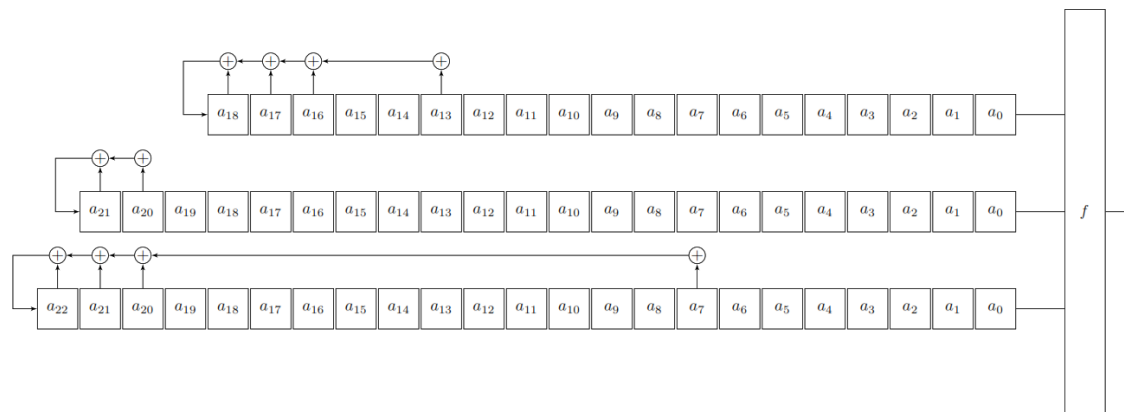 + + + +
a₁₈ a₁₇ a₁₆ a₁₅ a₁₄ a₁₃ a₁₂ a₁₁ a₁₀ a₉ a₈ a₇ a₆ a₅ a₄ a₃ a₂ a₁ a₀
+ +
a₂₁ a₂₀ a₁₉ a₁₈ a₁₇ a₁₆ a₁₅ a₁₄ a₁₃ a₁₂ a₁₁ a₁₀ a₉ a₈ a₇ a₆ a₅ a₄ a₃ a₂ a₁ a₀ f
+ + + +
a₂₂ a₂₁ a₂₀ a₁₉ a₁₈ a₁₇ a₁₆ a₁₅ a₁₄ a₁₃ a₁₂ a₁₁ a₁₀ a₉ a₈ a₇ a₆ a₅ a₄ a₃ a₂ a₁ a₀